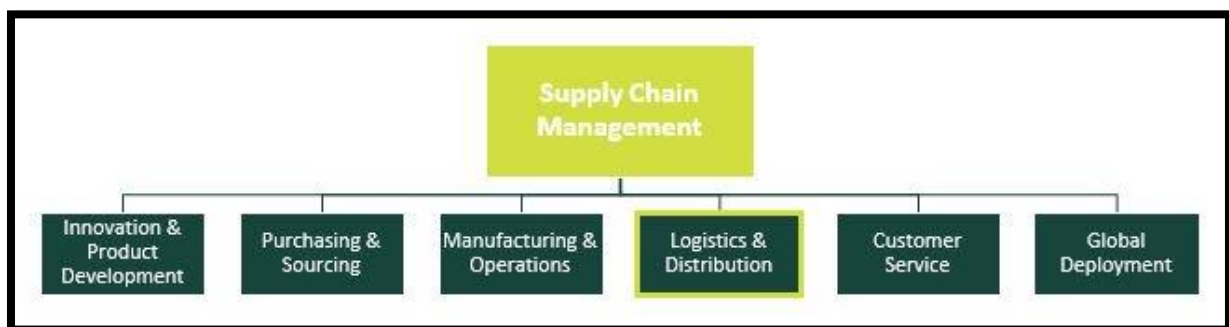 Supply Chain
Management
Innovation &
Product
Development
Purchasing &
Sourcing
Manufacturing &
Operations
Logistics &
Distribution
Customer
Service
Global
Deployment